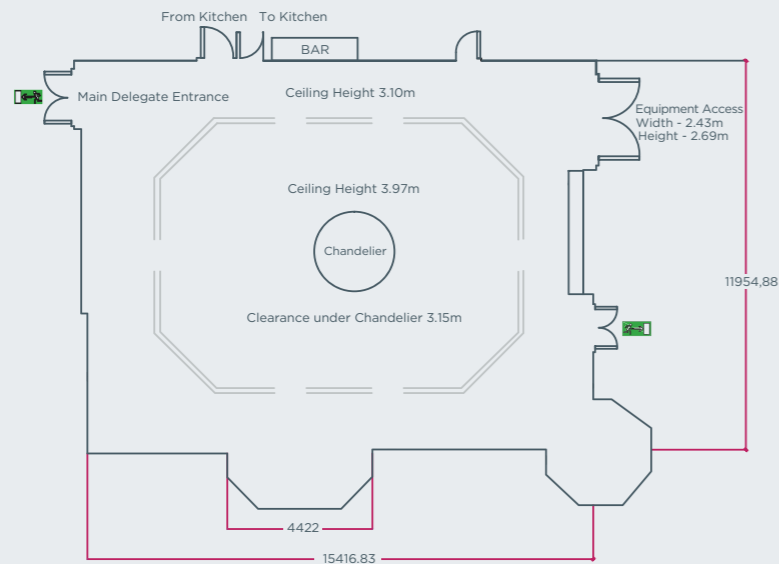 From Kitchen To Kitchen
BAR
Main Delegate Entrance
Ceiling Height 3.10m
Equipment Access
Width - 2.43m
Height - 2.69m
Ceiling Height 3.97m
Chandelier
11954,88
Clearance under Chandelier 3.15m
4422
15416.83